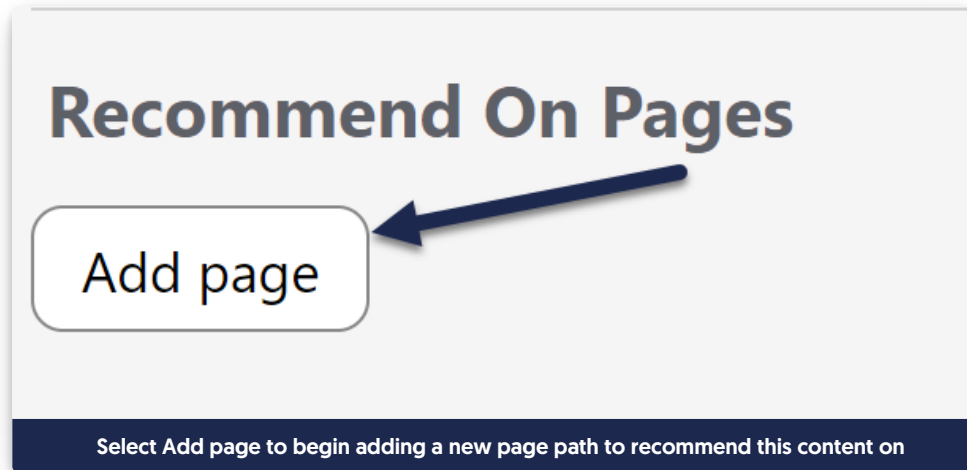 Recommend On Pages
Add page
Select Add page to begin adding a new page path to recommend this content on